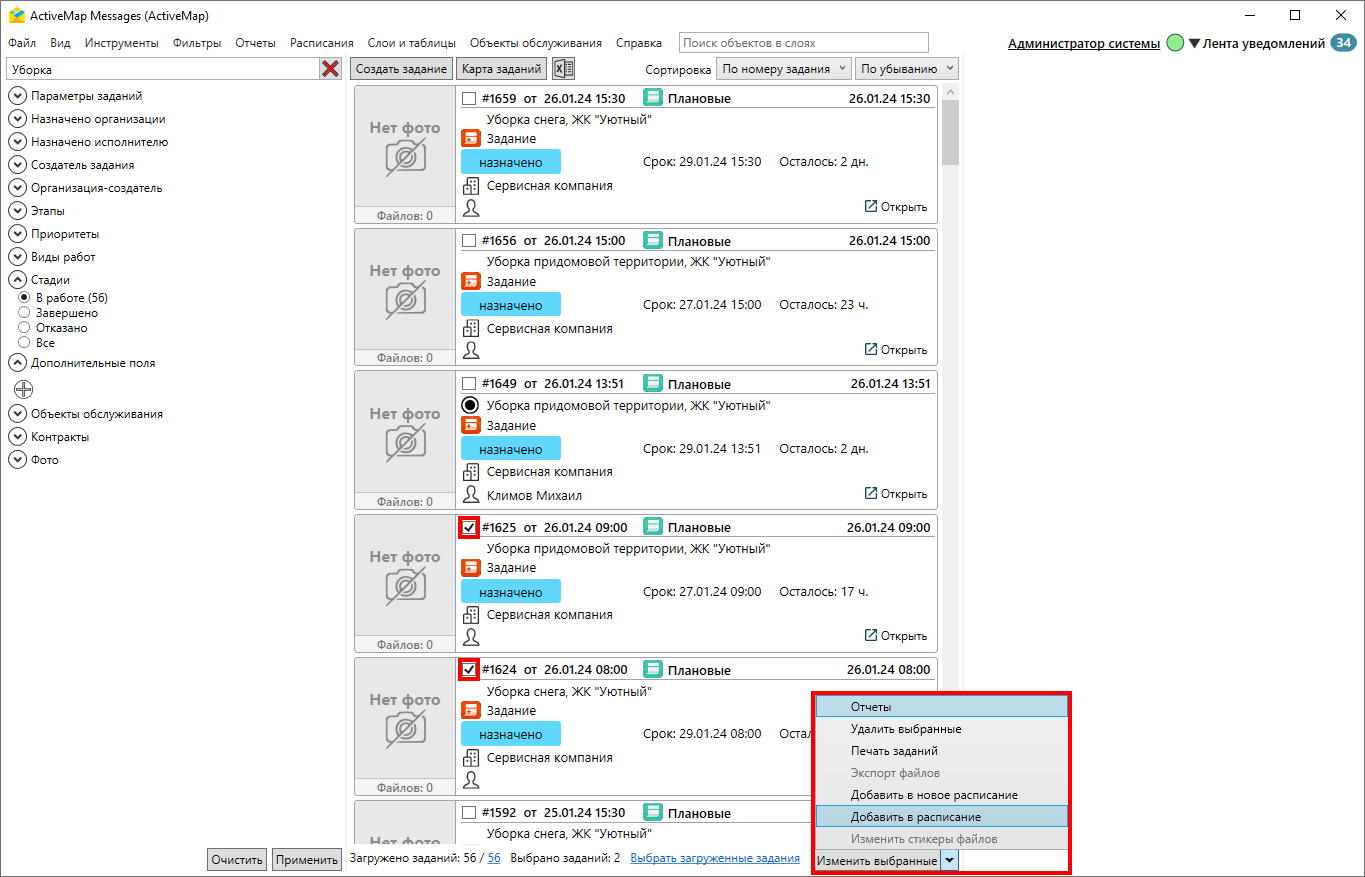 ActiveMap Messages (ActiveMap)
Файл Вид Инструменты Фильтры Отчеты Расписания Слои и таблицы Объекты обслуживания Справка Поиск объектов в слоях Администратор системы Лента уведомлений 34
Уборка
Создать задание Карта заданий Сортировка По номеру задания По убыванию
Параметры заданий
Назначено организации
Назначено исполнителю
Создатель задания
Организация-создатель
Этапы
Приоритеты
Виды работ
Стадии
В работе (56)
Завершено
Отказано
Все
Дополнительные поля
Объекты обслуживания
Контракты
Фото
Очистить Применить
Нет фото
Файлов: 0
#1659 от 26.01.24 15:30 Плановые 26.01.24 15:30
Уборка снега, ЖК "Уютный"
Задание
назначено Срок: 29.01.24 15:30 Осталось: 2 дн.
Сервисная компания
Открыть
Нет фото
Файлов: 0
#1656 от 26.01.24 15:00 Плановые 26.01.24 15:00
Уборка придомовой территории, ЖК "Уютный"
Задание
назначено Срок: 27.01.24 15:00 Осталось: 23 ч.
Сервисная компания
Открыть
Нет фото
Файлов: 0
#1649 от 26.01.24 13:51 Плановые 26.01.24 13:51
Уборка придомовой территории, ЖК "Уютный"
Задание
назначено Срок: 29.01.24 13:51 Осталось: 2 дн.
Сервисная компания
Климов Михаил Открыть
Нет фото
Файлов: 0
#1625 от 26.01.24 09:00 Плановые 26.01.24 09:00
Уборка придомовой территории, ЖК "Уютный"
Задание
назначено Срок: 27.01.24 09:00 Осталось: 17 ч.
Сервисная компания
Открыть
Нет фото
Файлов: 0
#1624 от 26.01.24 08:00 Плановые 26.01.24 08:00
Уборка снега, ЖК "Уютный"
Задание
назначено Срок: 29.01.24 08:00 Остал
Сервисная компания
Нет фото
#1592 от 25.01.24 15:30 Плановые
Уборка снега, ЖК "Уютный"
Отчеты
Удалить выбранные
Печать заданий
Экспорт файлов
Добавить в новое расписание
Добавить в расписание
Изменить стикеры файлов
Загружено заданий: 56 / 56 Выбрано заданий: 2 Выбрать загруженные задания Изменить выбранные